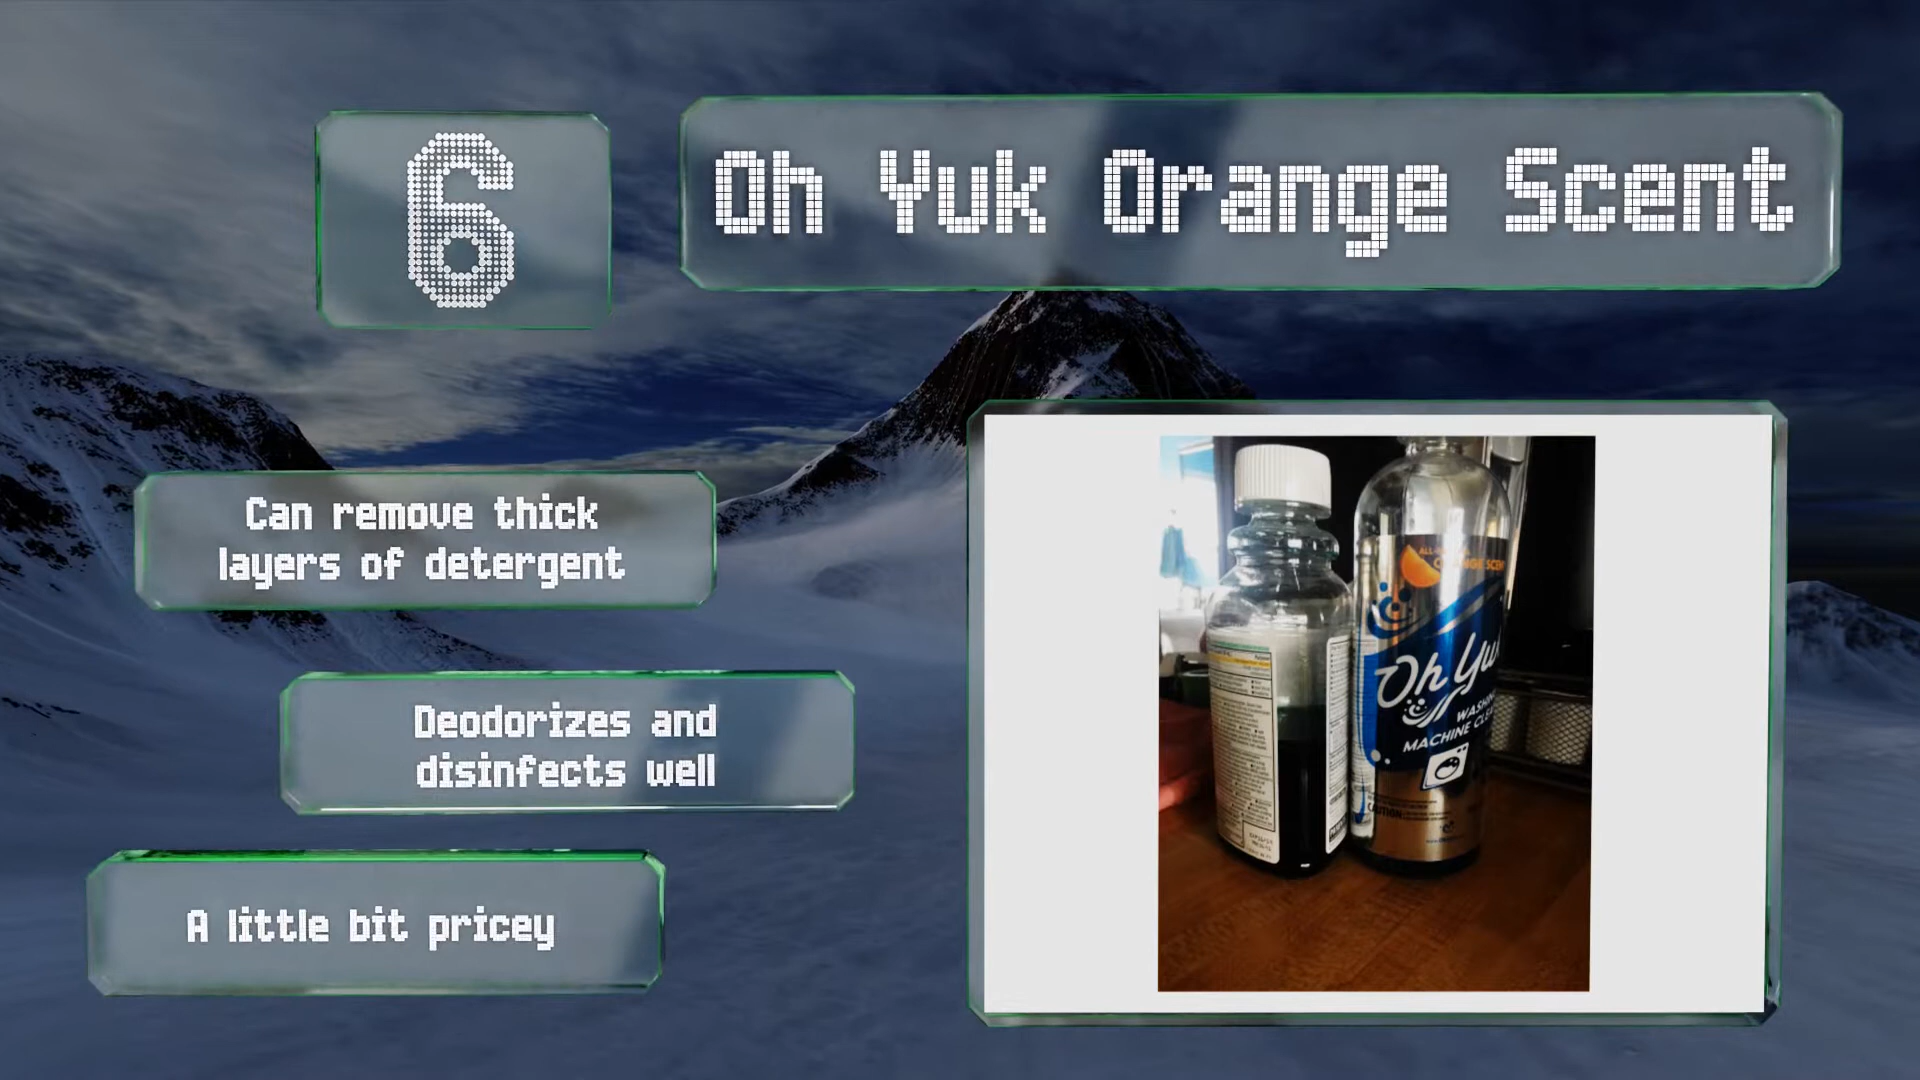 6
Oh Yuk Orange Scent
Can remove thick
layers of detergent
Deodorizes and
disinfects well
A little bit pricey
Oh Yuk
MACHINE
CAUTION